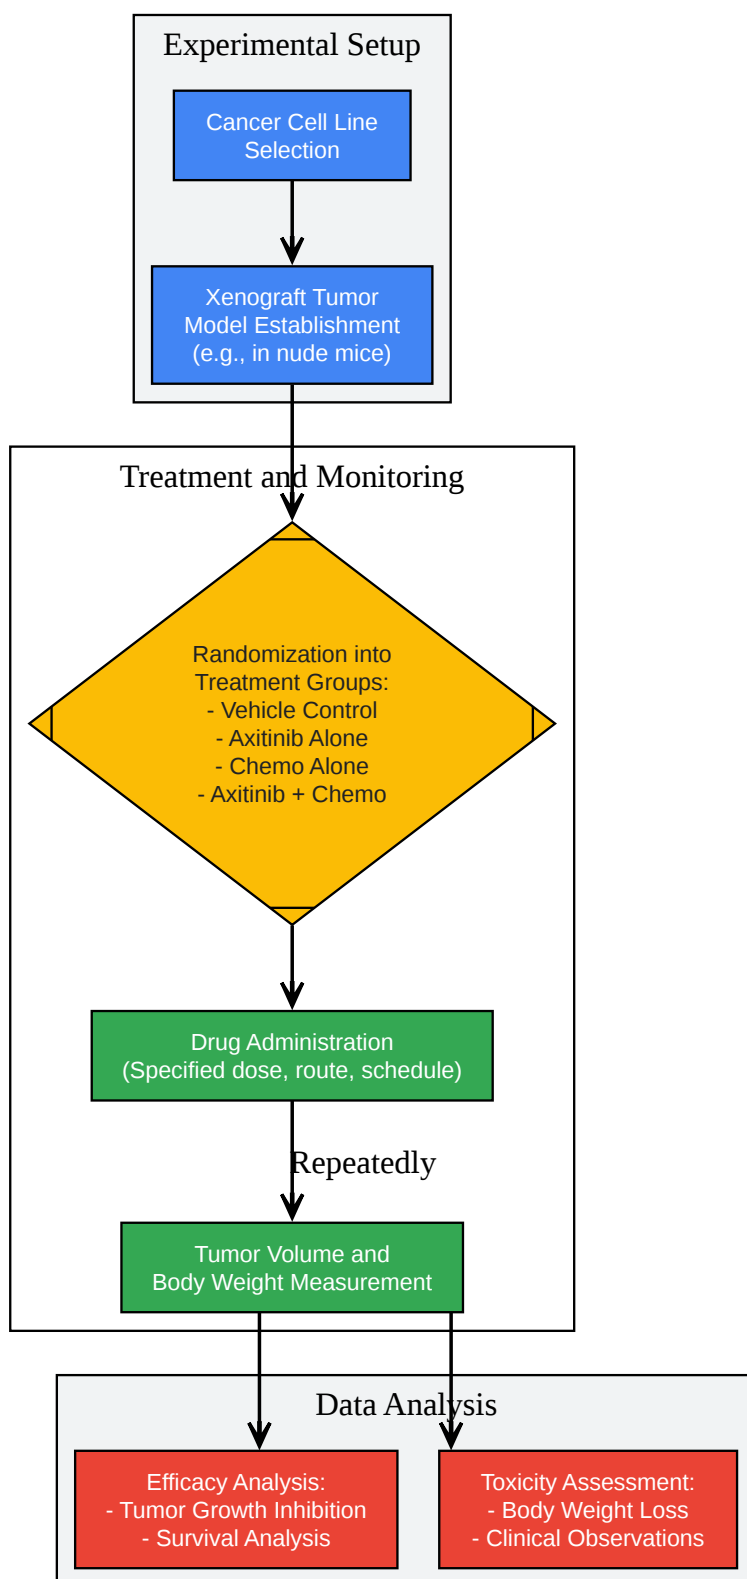 Experimental Setup
Cancer Cell Line
Selection
Xenograft Tumor
Model Establishment
(e.g., in nude mice)
Treatment and Monitoring
Randomization into
Treatment Groups:
- Vehicle Control
- Axitinib Alone
- Chemo Alone
- Axitinib + Chemo
Drug Administration
(Specified dose, route, schedule)
Repeatedly
Tumor Volume and
Body Weight Measurement
Data Analysis
Efficacy Analysis:
- Tumor Growth Inhibition
- Survival Analysis
Toxicity Assessment:
- Body Weight Loss
- Clinical Observations